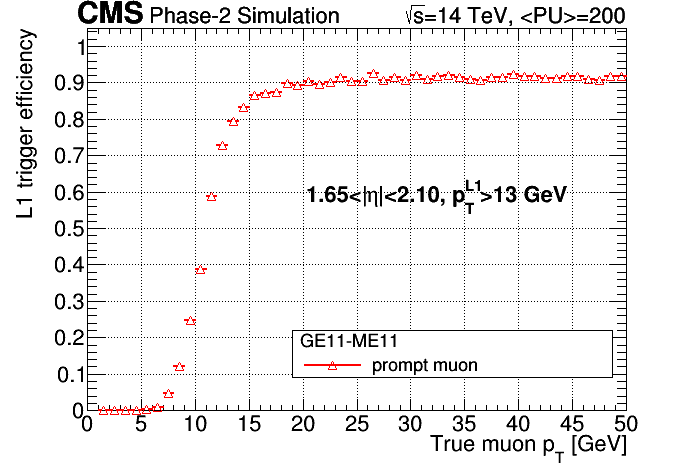 CMS Phase-2 Simulation √s=14 TeV, <PU>=200
L1 trigger efficiency
1
0.9
0.8
0.7
0.6
0.5
0.4
0.3
0.2
0.1
0
1.65<|η|<2.10, p_T^L1>13 GeV
GE11-ME11
prompt muon
0 5 10 15 20 25 30 35 40 45 50
True muon p_T [GeV]